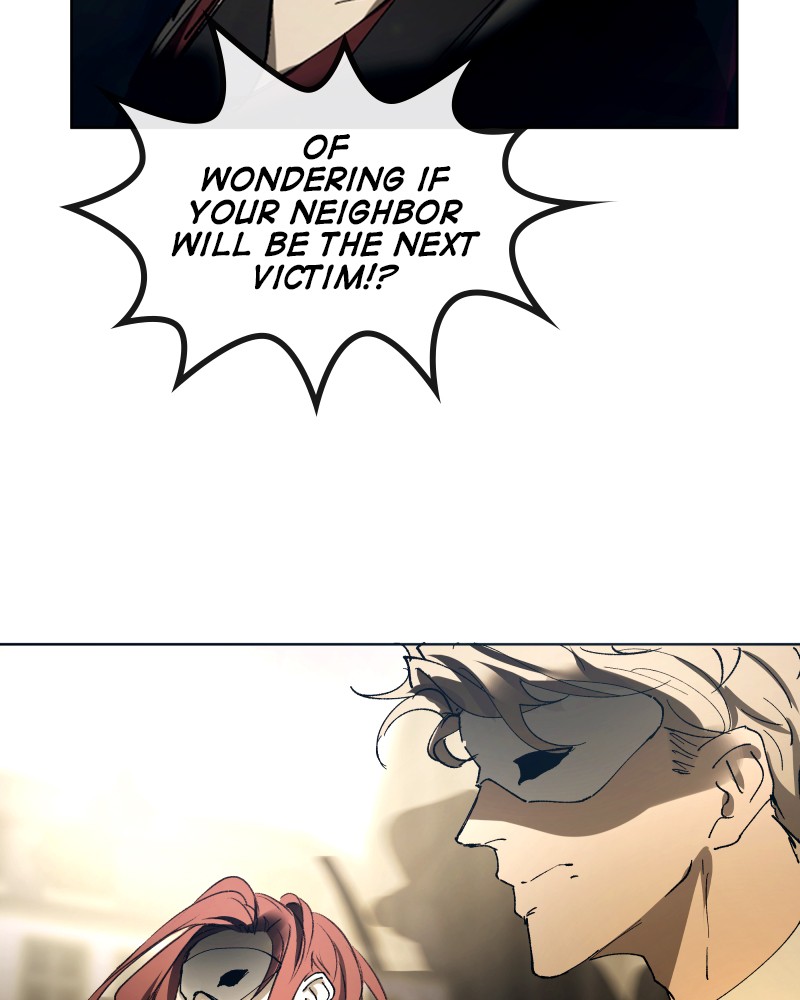 OF
WONDERING IF
YOUR NEIGHBOR
WILL BE THE NEXT
VICTIM!?